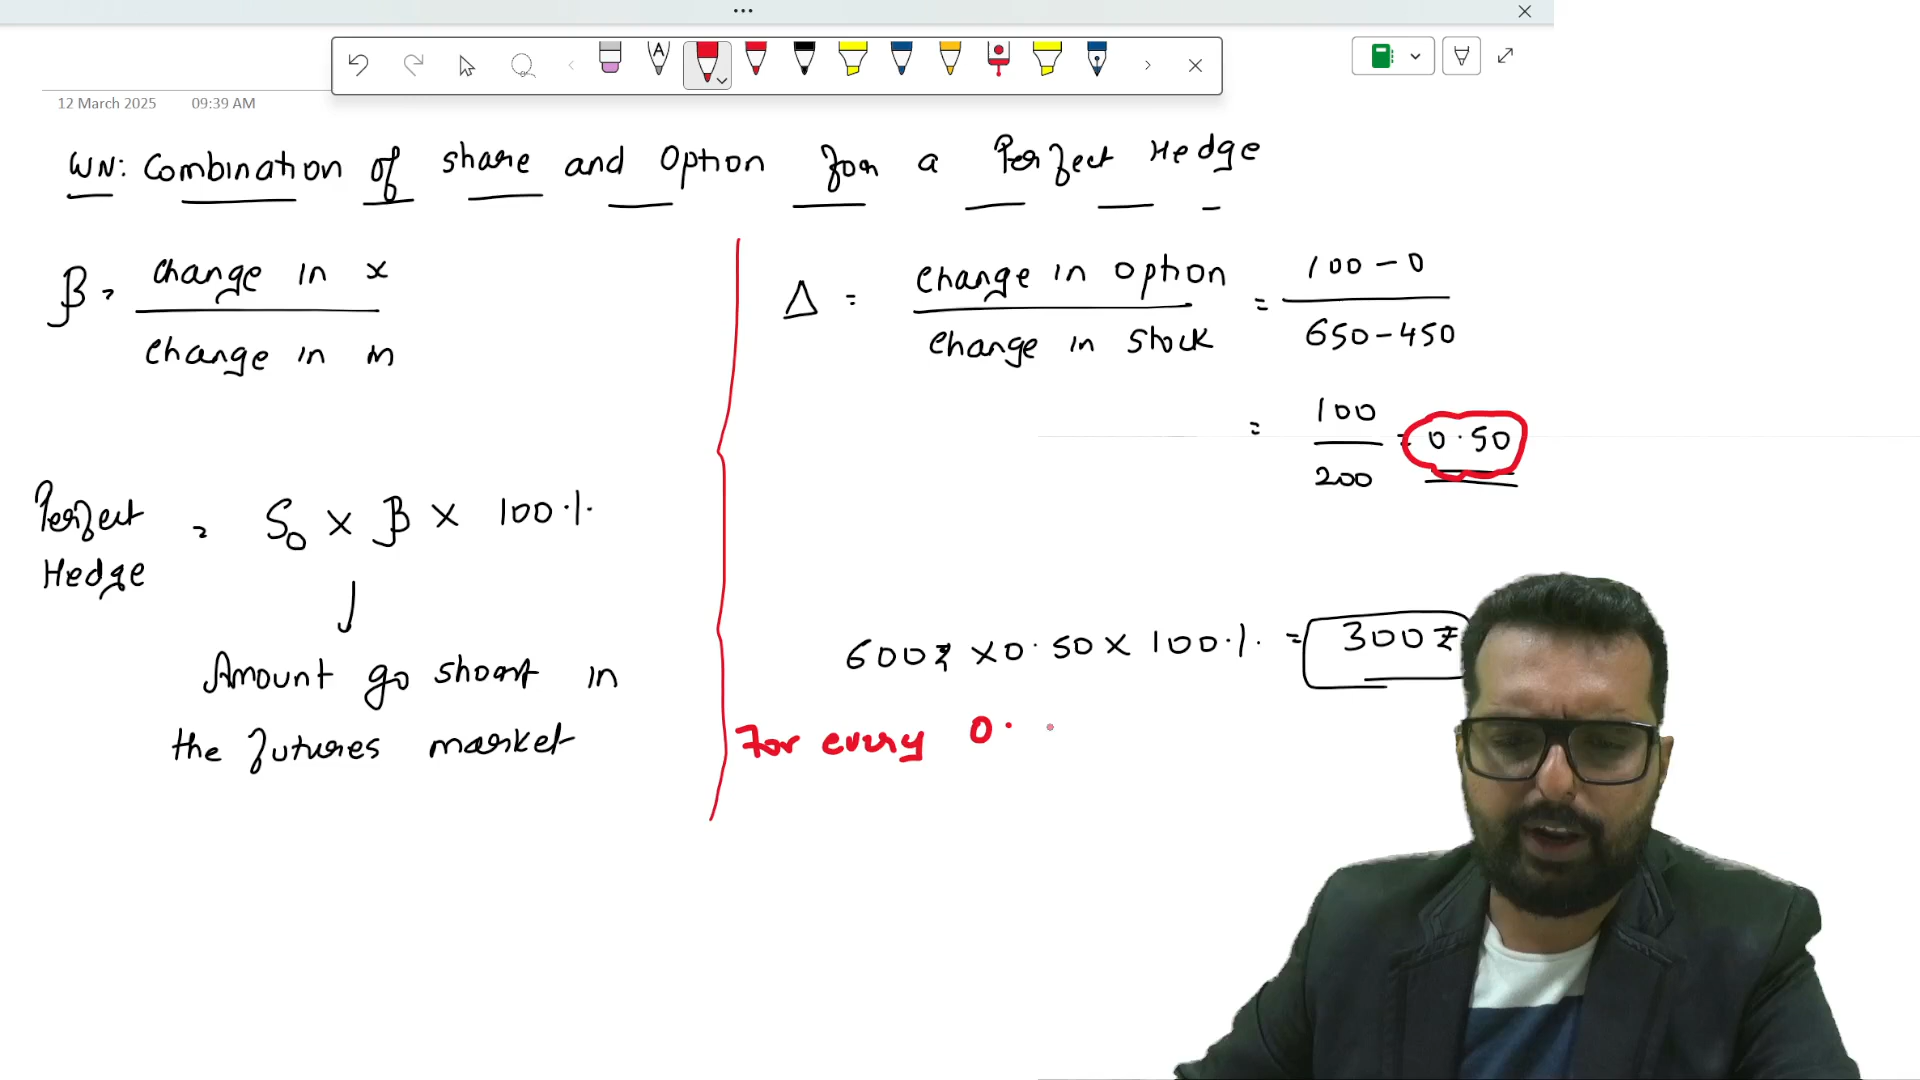 12 March 2025 09:39 AM
WN: Combination of share and option for a Perfect Hedge
β = change in x
change in m
Perfect Hedge = S0 × β × 100%
Amount go short in
the futures market
Δ = change in option = 100 - 0
change in stock 650 - 450
= 100 = 0.50
200
600₹ × 0.50 × 100% = 300₹
For every 0.